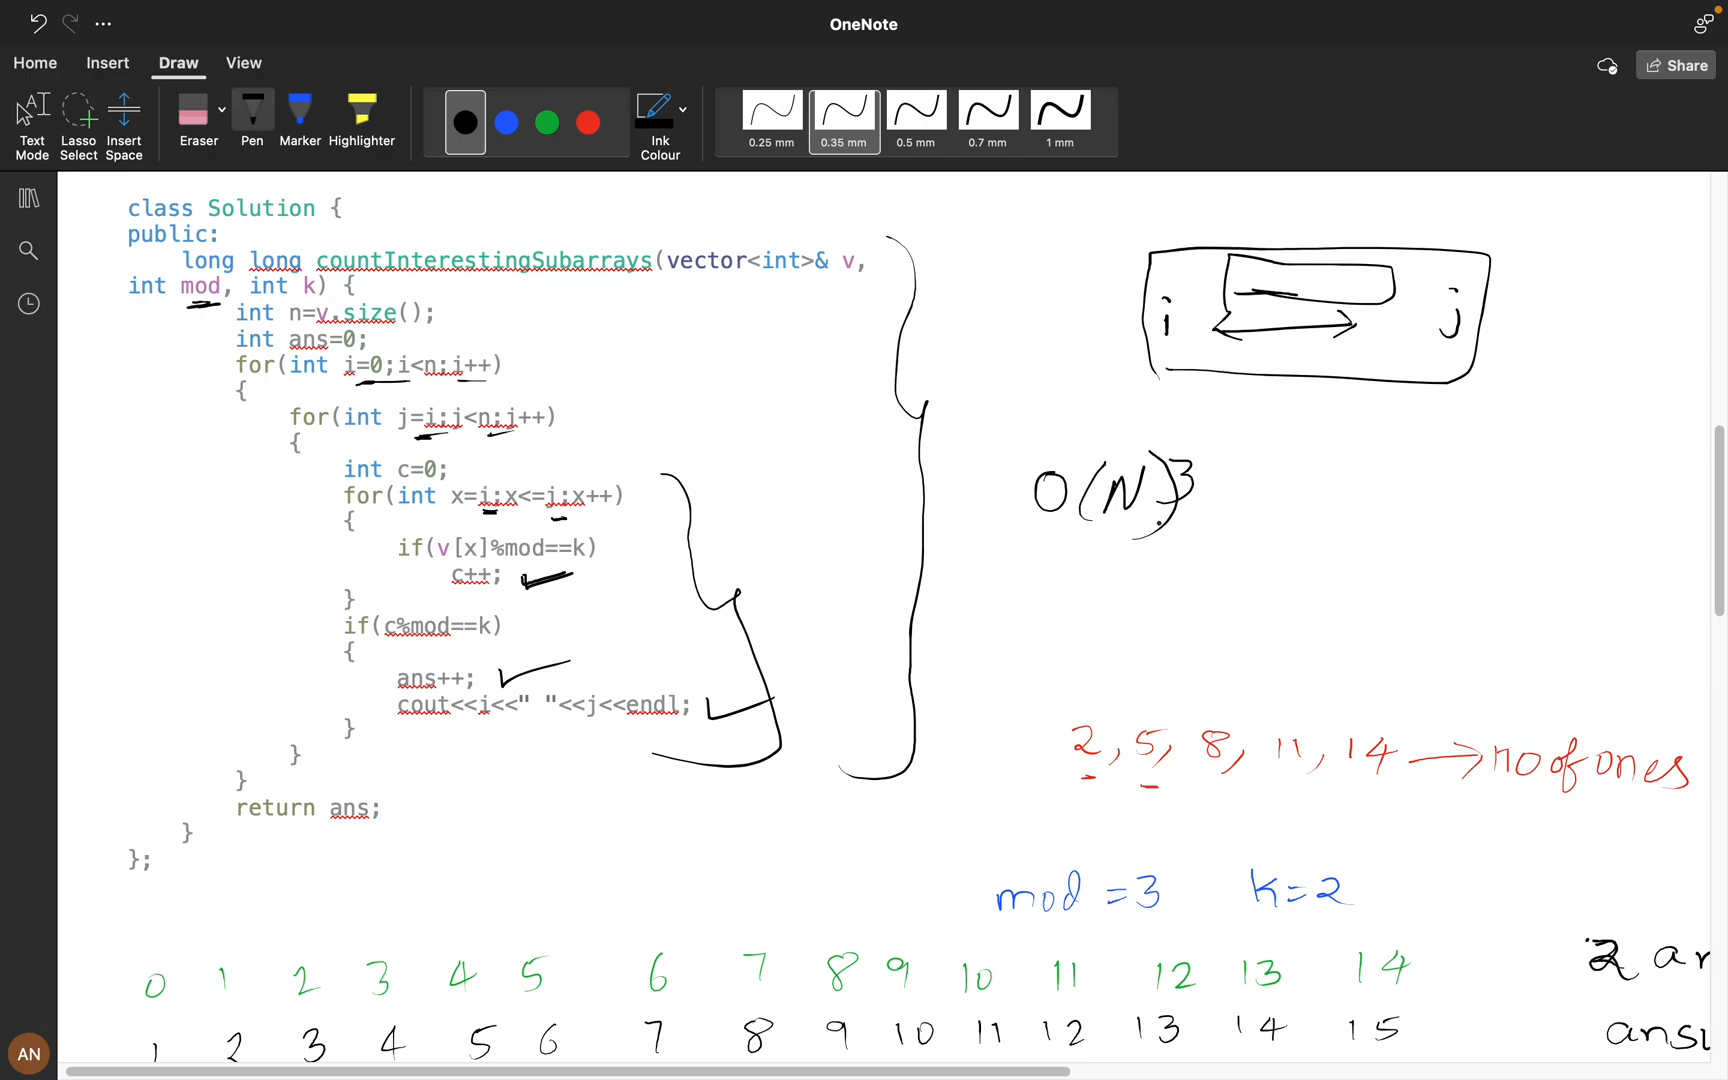 OneNote
Home Insert Draw View
Share
Text Mode
Lasso Select
Insert Space
Eraser
Pen
Marker
Highlighter
Ink Colour
0.25 mm
0.35 mm
0.5 mm
0.7 mm
1 mm
class Solution {
public:
long long countInterestingSubarrays(vector<int>& v,
int mod, int k) {
int n=v.size();
int ans=0;
for(int i=0;i<n;i++)
{
for(int j=i;j<n;j++)
{
int c=0;
for(int x=i;x<=j;x++)
{
if(v[x]%mod==k)
c++;
}
if(c%mod==k)
{
ans++;
cout<<i<<" "<<j<<endl;
}
}
}
return ans;
}
};
i j
O(N)3
2, 5, 8, 11, 14 → no of ones
mod = 3 k=2
0 1 2 3 4 5 6 7 8 9 10 11 12 13 14
1 2 3 4 5 6 7 8 9 10 11 12 13 14 15
AN